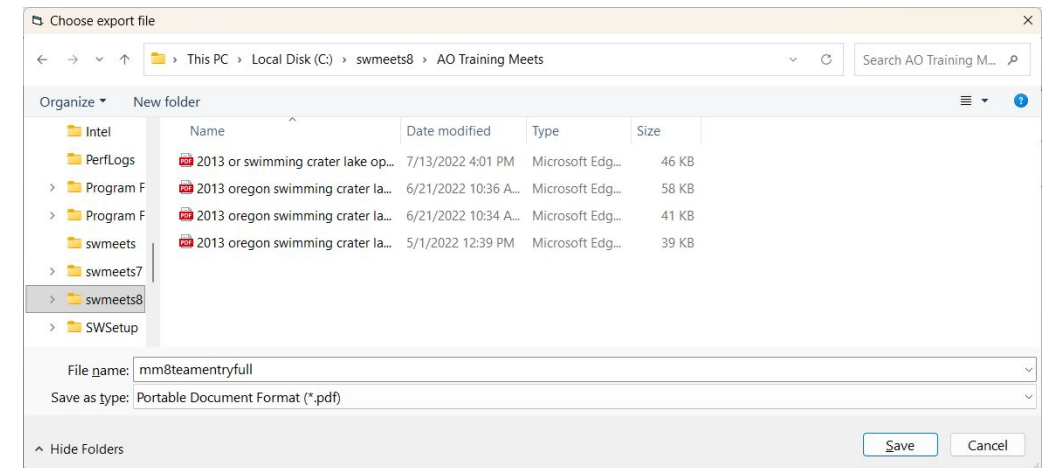 Choose export file
This PC > Local Disk (C:) > swmeets8 > AO Training Meets
Search AO Training M...
Organize New folder
Name Date modified Type Size
Intel
PerfLogs
Program F
Program F
swmeets
swmeets7
swmeets8
SWSetup
PDF 2013 or swimming crater lake op... 7/13/2022 4:01 PM Microsoft Edg... 46 KB
PDF 2013 oregon swimming crater la... 6/21/2022 10:36 A... Microsoft Edg... 58 KB
PDF 2013 oregon swimming crater la... 6/21/2022 10:34 A... Microsoft Edg... 41 KB
PDF 2013 oregon swimming crater la... 5/1/2022 12:39 PM Microsoft Edg... 39 KB
File name: mm8teamentryfull
Save as type: Portable Document Format (*.pdf)
Hide Folders
Save Cancel